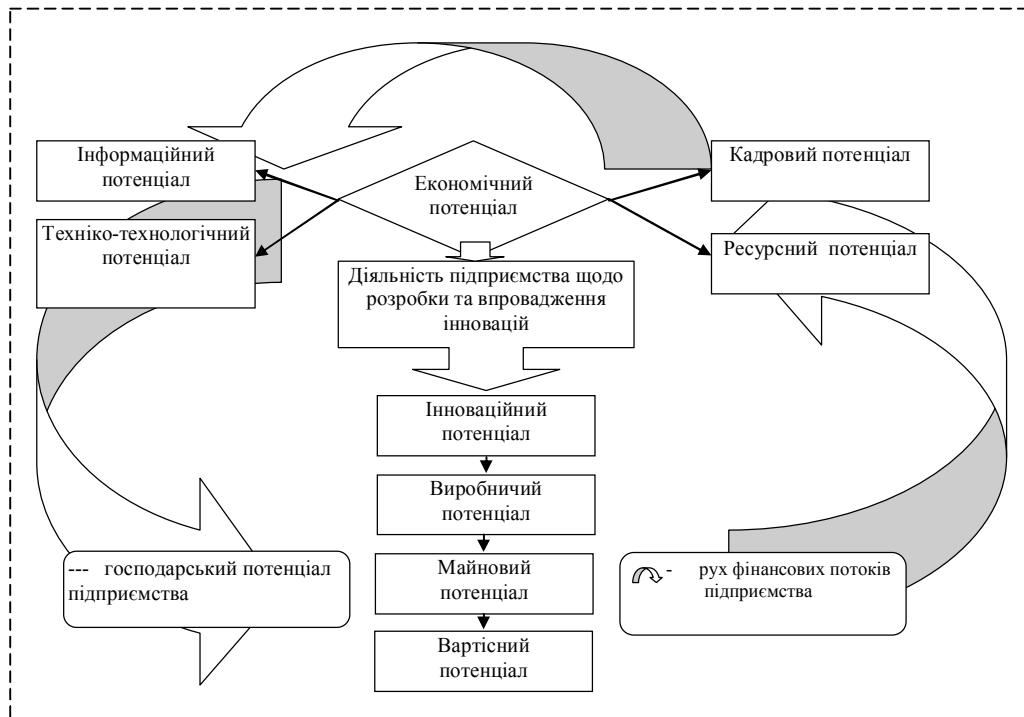 Інформаційний
потенціал
Економічний
потенціал
Кадровий потенціал
Техніко-технологічний
потенціал
Ресурсний потенціал
Діяльність підприємства щодо
розробки та впровадження
інновацій
Інноваційний
потенціал
Виробничий
потенціал
Майновий
потенціал
Вартісний
потенціал
--- господарський потенціал
підприємства
- рух фінансових потоків
підприємства